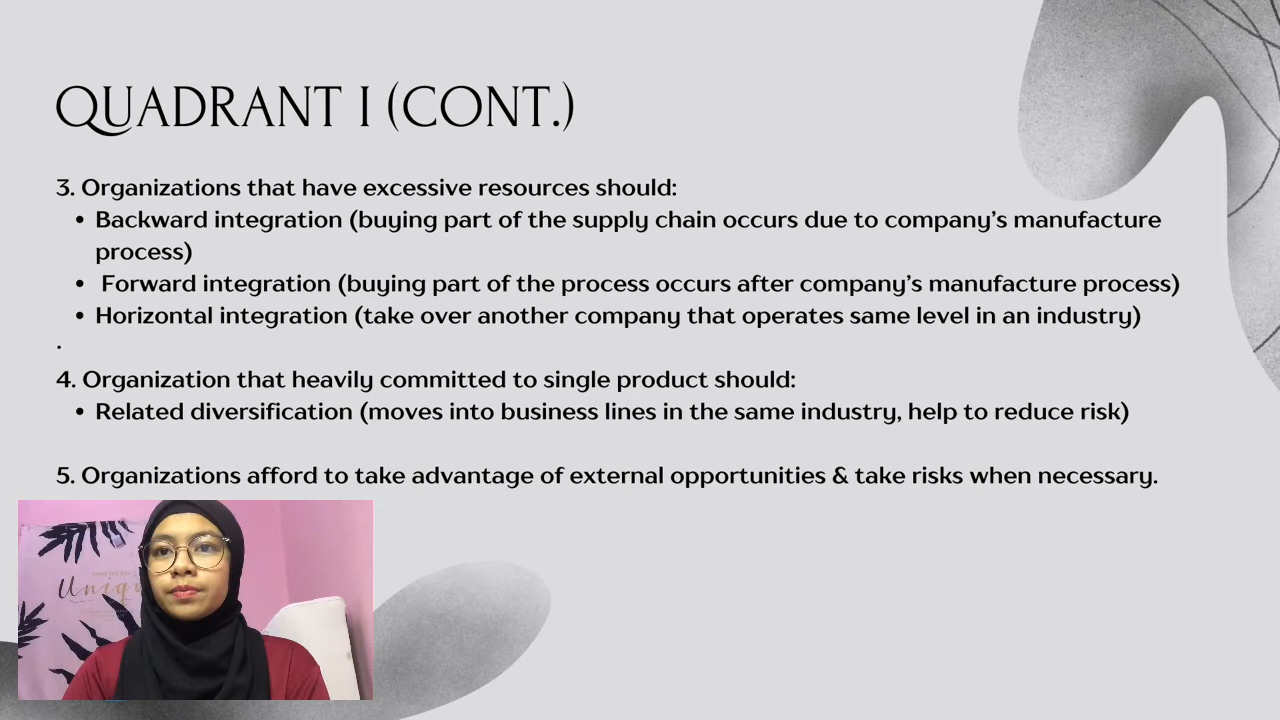 QUADRANT I (CONT.)
3. Organizations that have excessive resources should:
• Backward integration (buying part of the supply chain occurs due to company's manufacture
process)
• Forward integration (buying part of the process occurs after company's manufacture process)
• Horizontal integration (take over another company that operates same level in an industry)
.
4. Organization that heavily committed to single product should:
• Related diversification (moves into business lines in the same industry, help to reduce risk)
5. Organizations afford to take advantage of external opportunities & take risks when necessary.